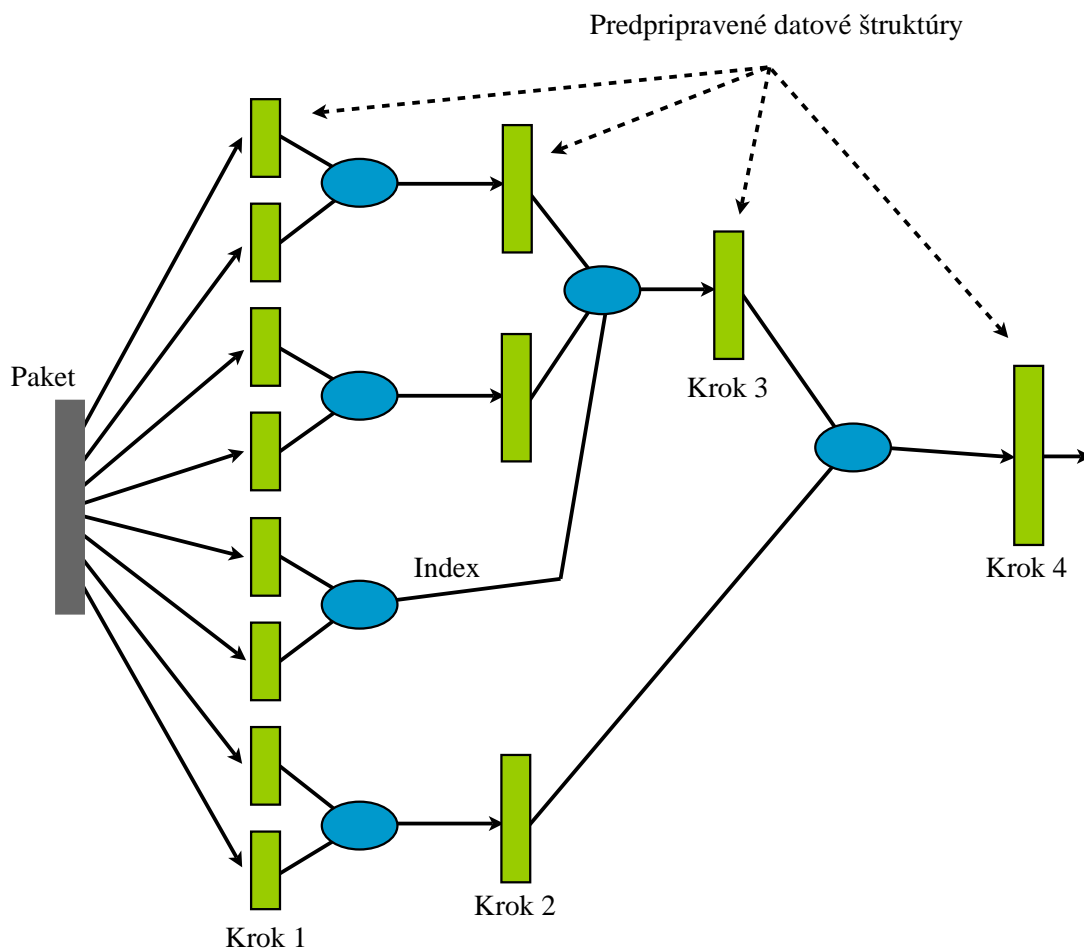 Predpripravené datové štruktúry
Paket
Krok 3
Index
Krok 4
Krok 2
Krok 1